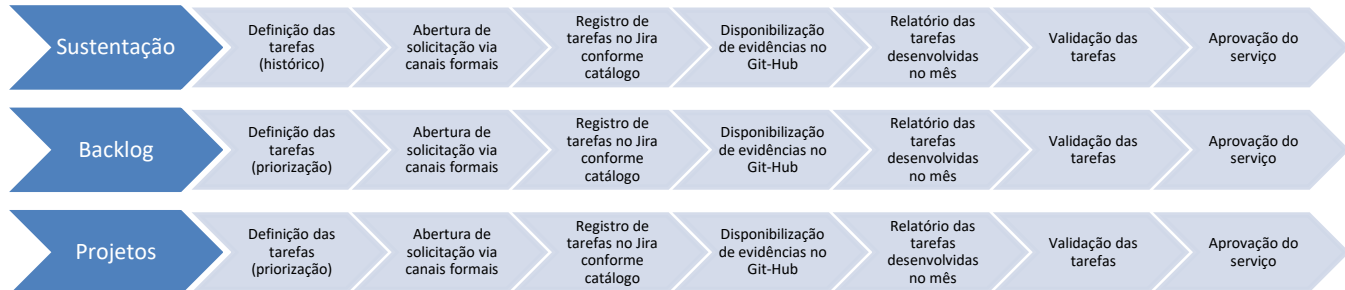 Sustentação
Definição das
tarefas
(histórico)
Abertura de
solicitação via
canais formais
Registro de
tarefas no Jira
conforme
catálogo
Disponibilização
de evidências no
Git-Hub
Relatório das
tarefas
desenvolvidas
no mês
Validação das
tarefas
Aprovação do
serviço
Backlog
Definição das
tarefas
(priorização)
Abertura de
solicitação via
canais formais
Registro de
tarefas no Jira
conforme
catálogo
Disponibilização
de evidências no
Git-Hub
Relatório das
tarefas
desenvolvidas
no mês
Validação das
tarefas
Aprovação do
serviço
Projetos
Definição das
tarefas
(priorização)
Abertura de
solicitação via
canais formais
Registro de
tarefas no Jira
conforme
catálogo
Disponibilização
de evidências no
Git-Hub
Relatório das
tarefas
desenvolvidas
no mês
Validação das
tarefas
Aprovação do
serviço